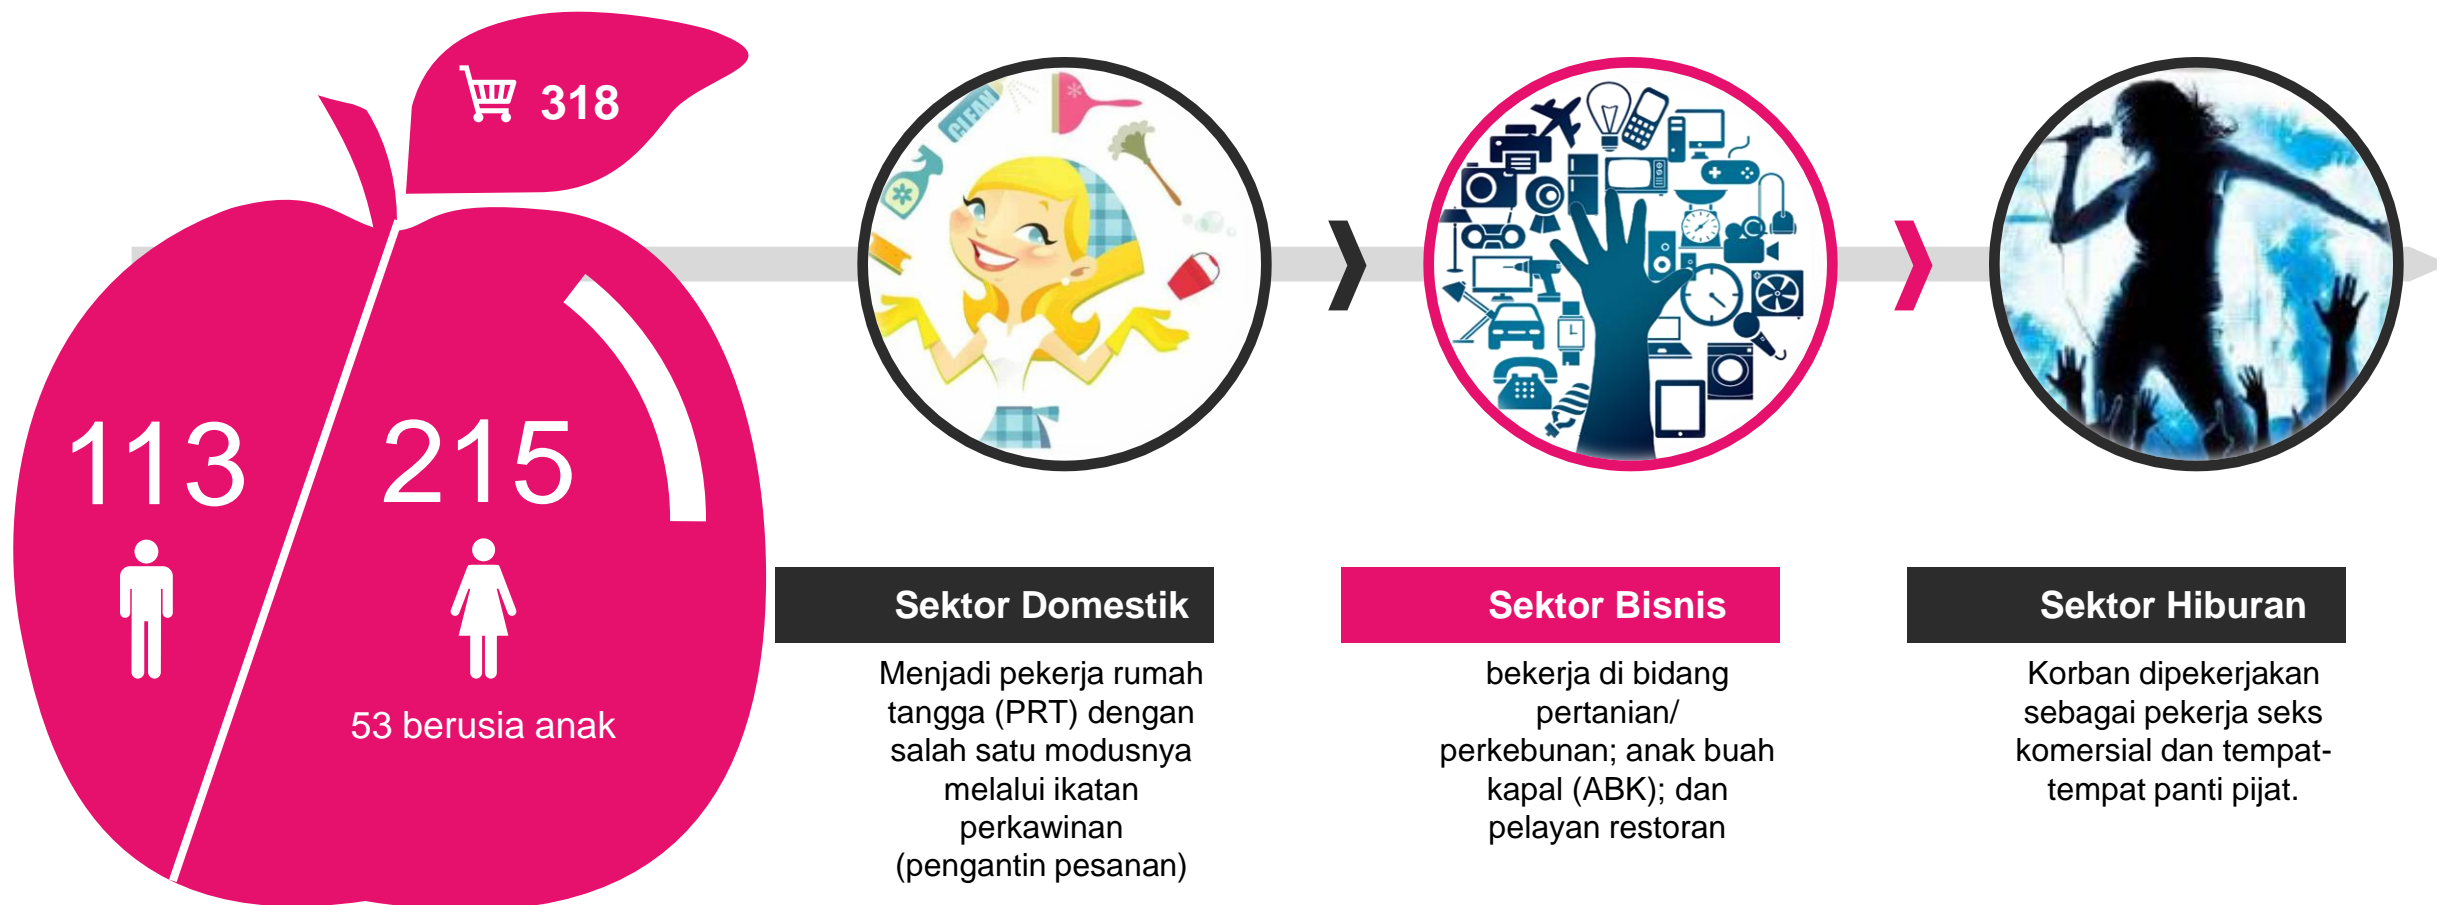 318
113
215
53 berusia anak
CLEAN
Sektor Domestik
Menjadi pekerja rumah
tangga (PRT) dengan
salah satu modusnya
melalui ikatan
perkawinan
(pengantin pesanan)
Sektor Bisnis
bekerja di bidang
pertanian/
perkebunan; anak buah
kapal (ABK); dan
pelayan restoran
Sektor Hiburan
Korban dipekerjakan
sebagai pekerja seks
komersial dan tempat-
tempat panti pijat.